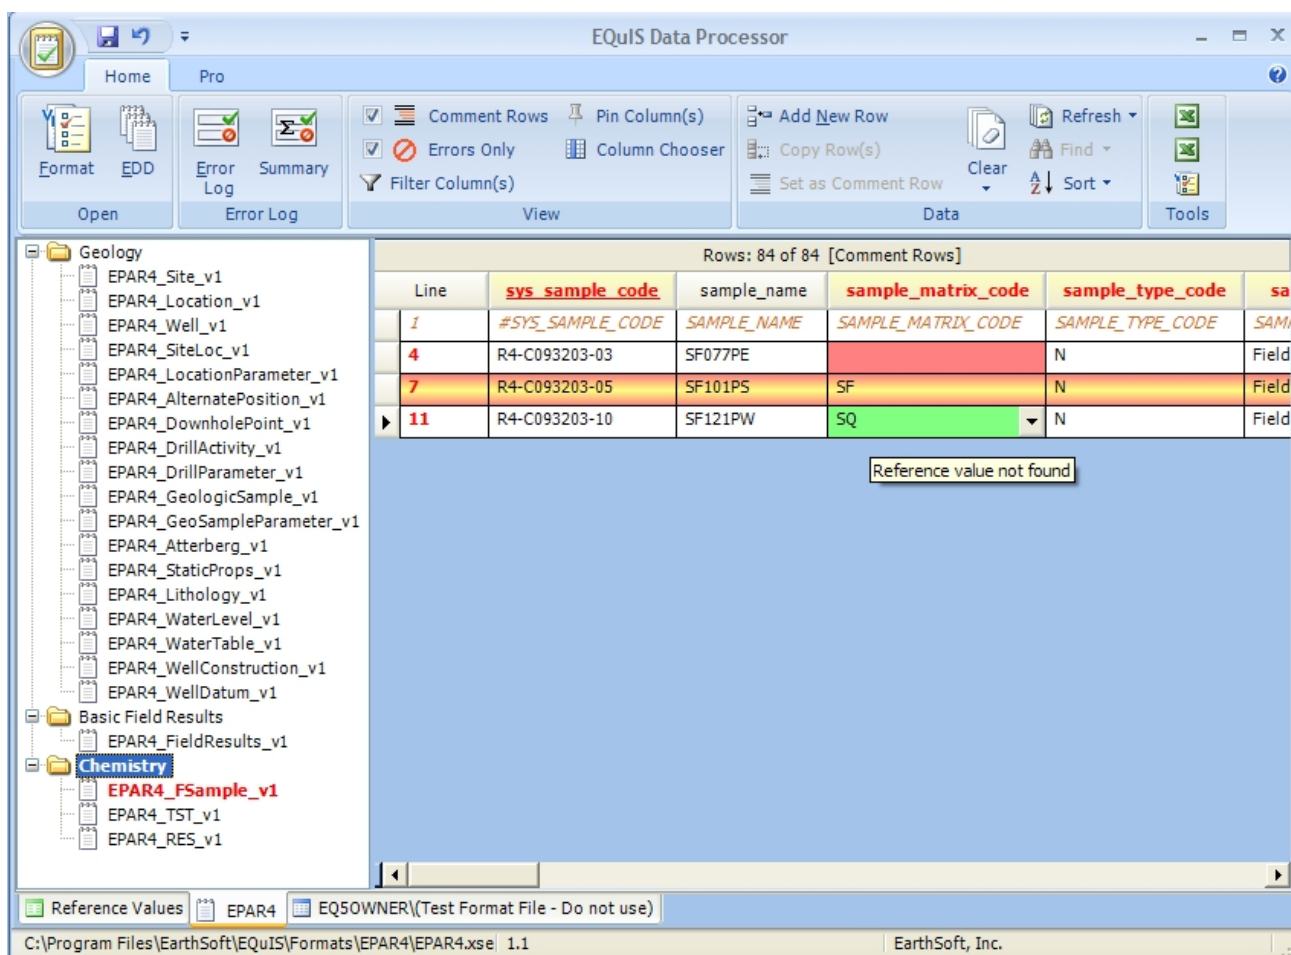 EQuIS Data Processor
Home Pro
Comment Rows Pin Column(s) Add New Row Refresh
Errors Only Column Chooser Copy Row(s) Find
Format EDD Error Log Summary Filter Column(s) Set as Comment Row Clear Sort
Open Error Log View Data Tools
Geology
EPAR4_Site_v1
EPAR4_Location_v1
EPAR4_Well_v1
EPAR4_SiteLoc_v1
EPAR4_LocationParameter_v1
EPAR4_AlternatePosition_v1
EPAR4_DownholePoint_v1
EPAR4_DrillActivity_v1
EPAR4_DrillParameter_v1
EPAR4_GeologicSample_v1
EPAR4_GeoSampleParameter_v1
EPAR4_Atterberg_v1
EPAR4_StaticProps_v1
EPAR4_Lithology_v1
EPAR4_WaterLevel_v1
EPAR4_WaterTable_v1
EPAR4_WellConstruction_v1
EPAR4_WellDatum_v1
Basic Field Results
EPAR4_FieldResults_v1
Chemistry
EPAR4_FSample_v1
EPAR4_TST_v1
EPAR4_RES_v1
Rows: 84 of 84 [Comment Rows]
Line sys_sample_code sample_name sample_matrix_code sample_type_code sa
1 #SYS_SAMPLE_CODE SAMPLE_NAME SAMPLE_MATRIX_CODE SAMPLE_TYPE_CODE SAM
4 R4-C093203-03 SF077PE N Field
7 R4-C093203-05 SF101PS SF N Field
11 R4-C093203-10 SF121PW SQ N Field
Reference value not found
Reference Values EPAR4 EQ5OWNER\(Test Format File - Do not use)
C:\Program Files\EarthSoft\EQuIS\Formats\EPAR4\EPAR4.xse 1.1 EarthSoft, Inc.